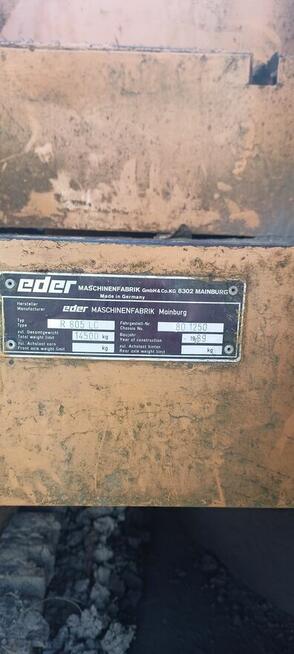 eder MASCHINENFABRIK GmbH & Co. KG 8302 MAINBURG
Made in Germany
Hersteller
Manufacturer eder MASCHINENFABRIK Mainburg
Typ Fahrgestell-Nr.
Type R 805 LC Chassis No. 80 1250
zul. Gesamtgewicht Baujahr
Total weight limit 14500 kg Year of construction 1989
zul. Achslast vorn zul. Achslast hinten
Front axle weight limit kg Rear axle weight limit kg